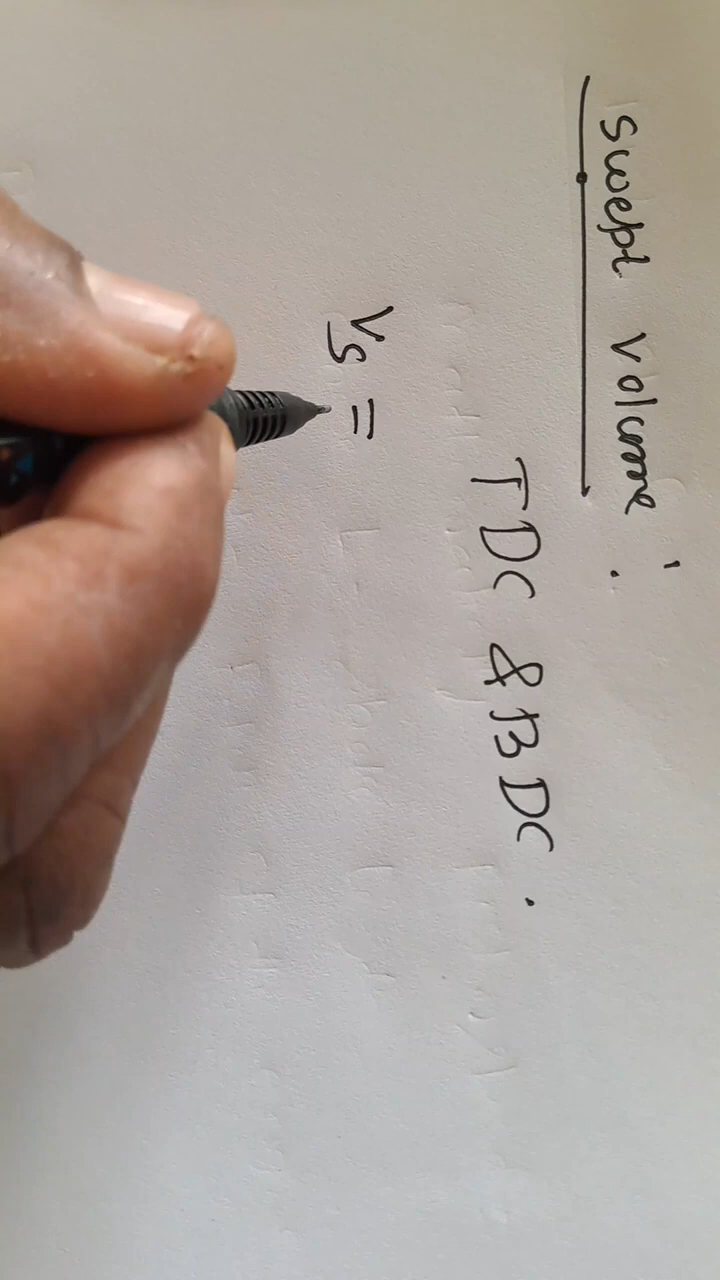 Swept volume :
TDC & BDC.
Vs =